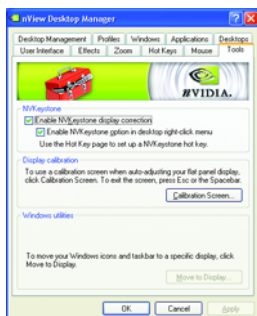 nView Desktop Manager
Desktop Management Profiles Windows Applications Desktops
User Interface Effects Zoom Hot Keys Mouse Tools
NVIDIA.
NVKeystone
Enable NVKeystone display correction
Enable NVKeystone option in desktop right-click menu
Use the Hot Key page to set up a NVKeystone hot key.
Display calibration
To use a calibration screen when auto-adjusting your flat panel display,
click Calibration Screen. To exit the screen, press Esc or the Spacebar.
Calibration Screen...
Windows utilities
To move your Windows icons and taskbar to a specific display, click
Move to Display.
Move to Display...
OK Cancel Apply